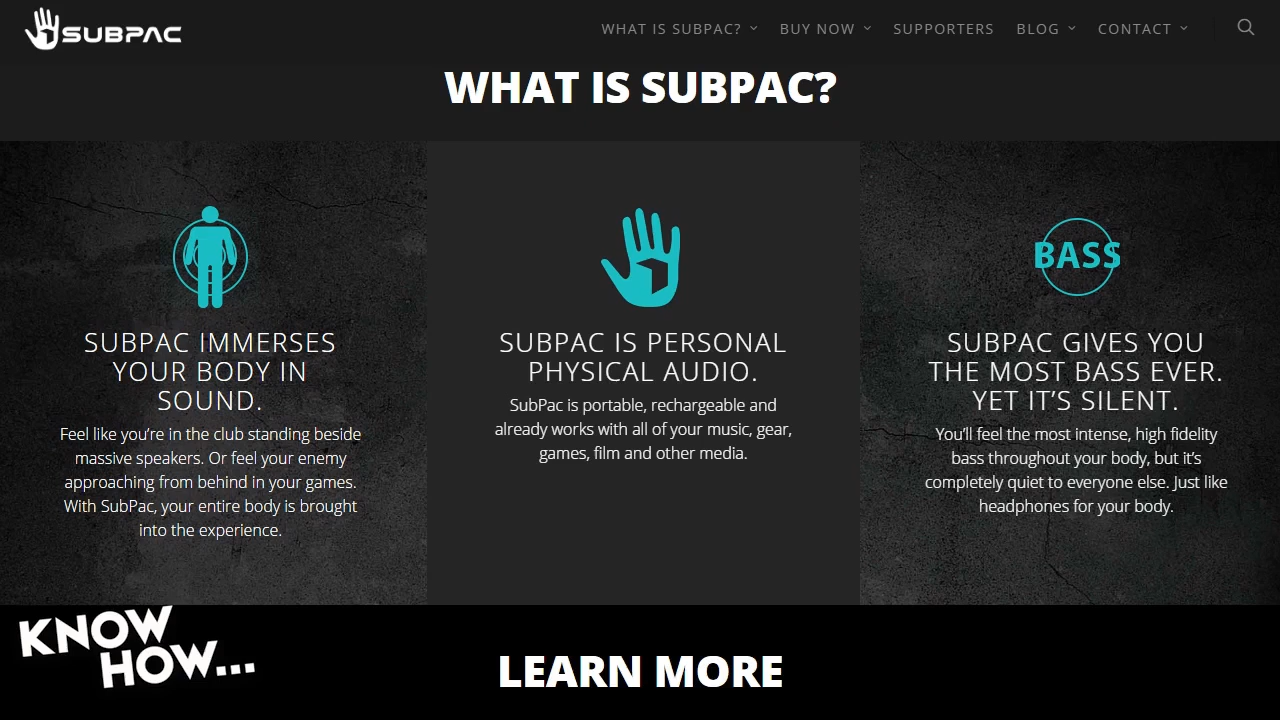 SUBPAC
WHAT IS SUBPAC? BUY NOW SUPPORTERS BLOG CONTACT
WHAT IS SUBPAC?
BASS
SUBPAC IMMERSES
YOUR BODY IN
SOUND.
Feel like you’re in the club standing beside
massive speakers. Or feel your enemy
approaching from behind in your games.
With SubPac, your entire body is brought
into the experience.
SUBPAC IS PERSONAL
PHYSICAL AUDIO.
SubPac is portable, rechargeable and
already works with all of your music, gear,
games, film and other media.
SUBPAC GIVES YOU
THE MOST BASS EVER.
YET IT’S SILENT.
You’ll feel the most intense, high fidelity
bass throughout your body, but it’s
completely quiet to everyone else. Just like
headphones for your body.
KNOW
HOW...
LEARN MORE